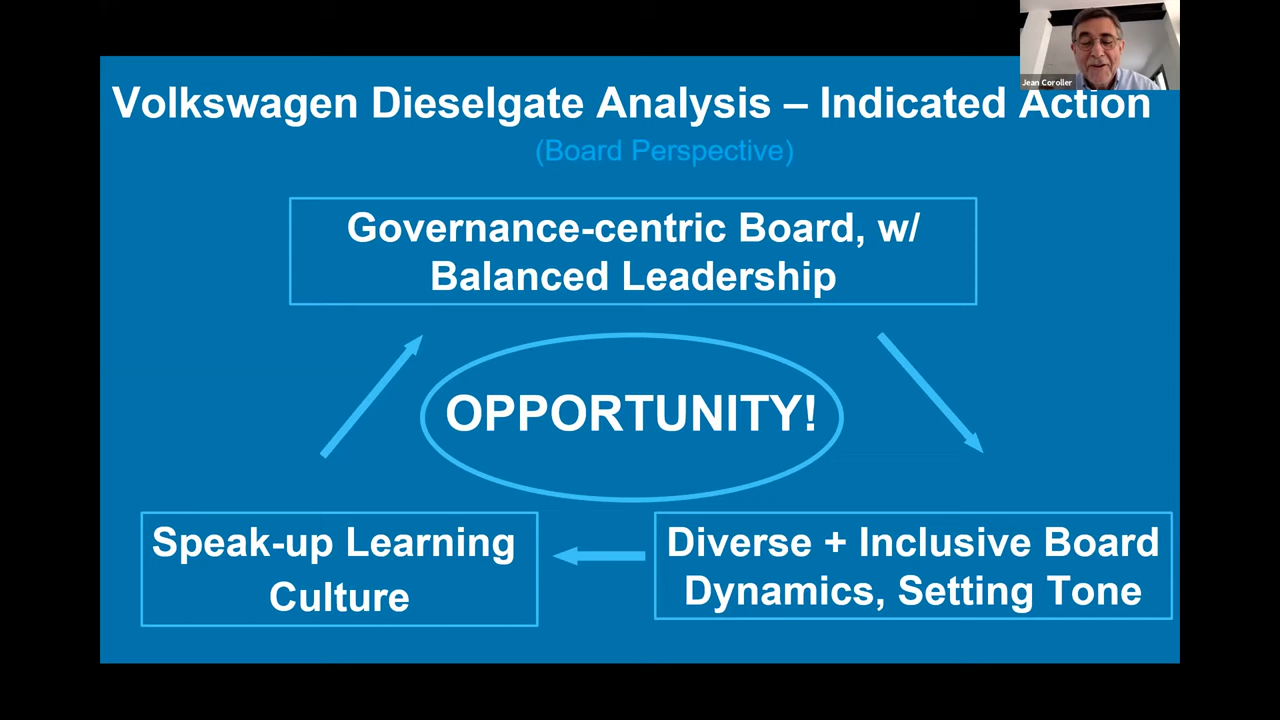 Jean Coroller
Volkswagen Dieselgate Analysis – Indicated Action
(Board Perspective)
Governance-centric Board, w/
Balanced Leadership
OPPORTUNITY!
Speak-up Learning
Culture
Diverse + Inclusive Board
Dynamics, Setting Tone